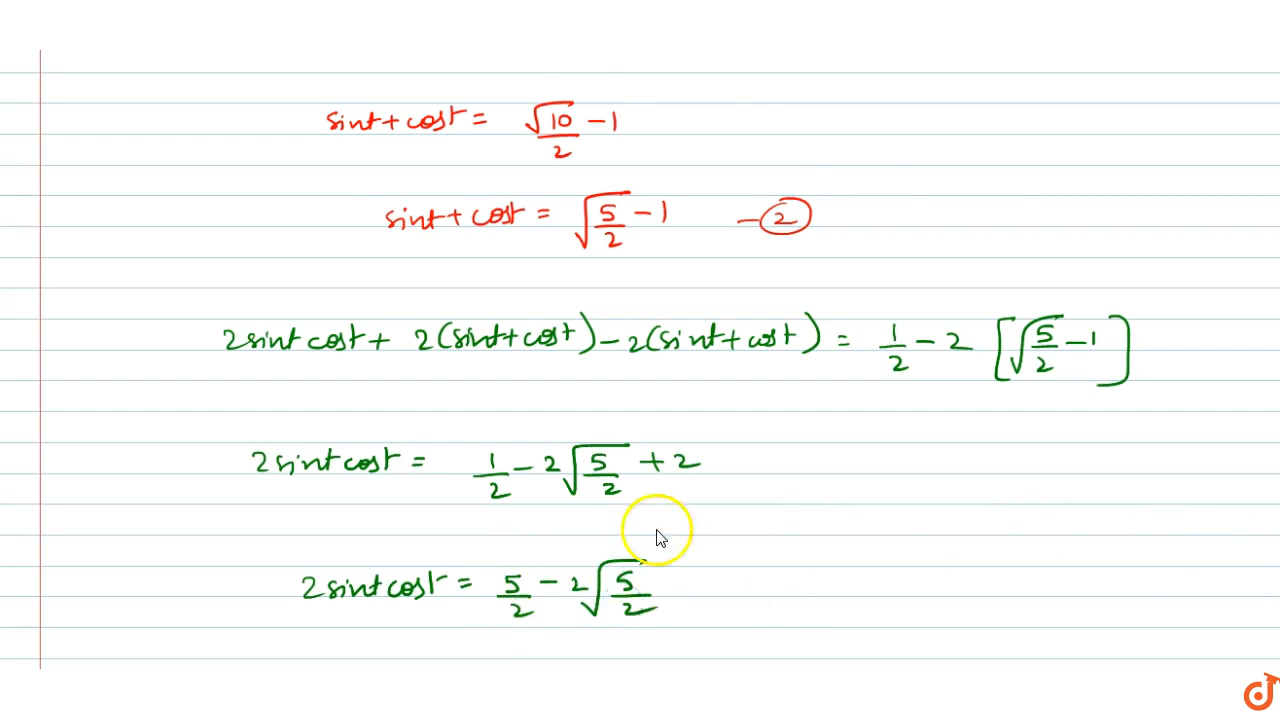 sint + cost = √10/2 - 1
sint + cost = √(5/2) - 1 - ②
2sint cost + 2(sint + cost) - 2(sint + cost) = 1/2 - 2 [√(5/2) - 1]
2sint cost = 1/2 - 2√(5/2) + 2
2sint cost = 5/2 - 2√(5/2)